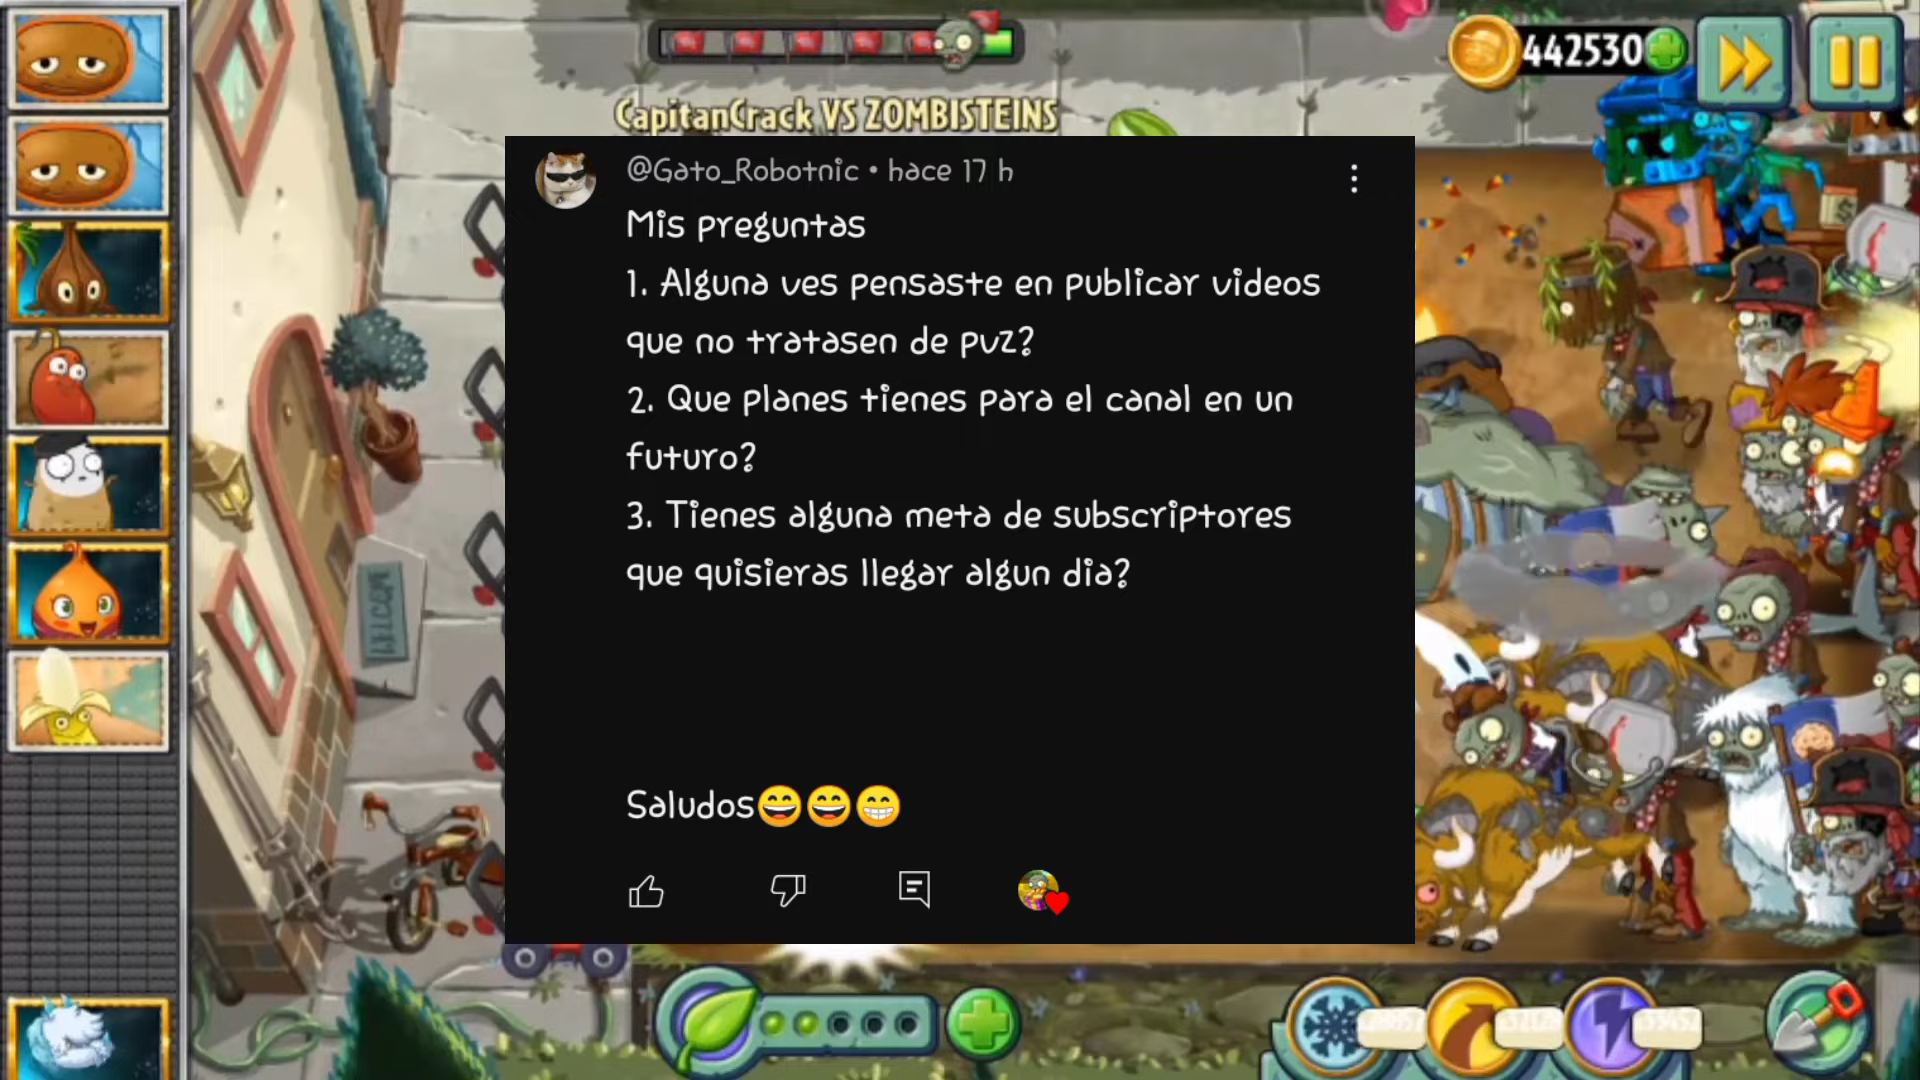 442530
CapitanCrack VS ZOMBISTEINS
@Gato_Robotnic • hace 17 h
Mis preguntas
1. Alguna ves pensaste en publicar videos
que no tratasen de pvz?
2. Que planes tienes para el canal en un
futuro?
3. Tienes alguna meta de subscriptores
que quisieras llegar algun dia?
WELCOME
Saludos😄😄😁